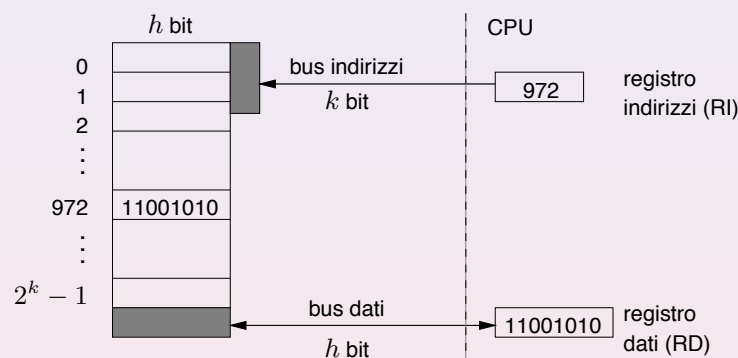 h bit
CPU
0
1
2
⋮
972 11001010
⋮
2^k − 1
bus indirizzi
k bit
972
registro
indirizzi (RI)
bus dati
h bit
11001010
registro
dati (RD)